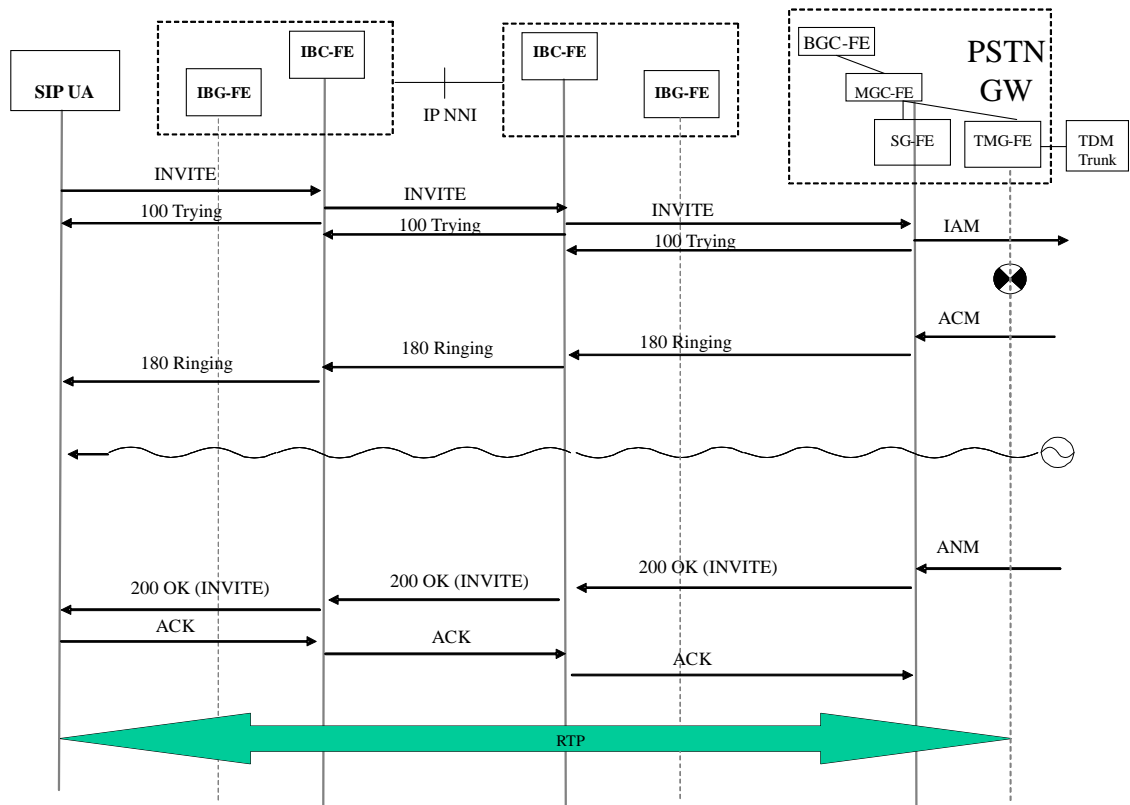 SIP UA
IBG-FE
IBC-FE
IP NNI
IBC-FE
IBG-FE
BGC-FE
MGC-FE
SG-FE
TMG-FE
PSTN
GW
TDM
Trunk
INVITE
100 Trying
INVITE
100 Trying
INVITE
100 Trying
IAM
ACM
180 Ringing
180 Ringing
180 Ringing
ANM
200 OK (INVITE)
200 OK (INVITE)
200 OK (INVITE)
ACK
ACK
ACK
RTP